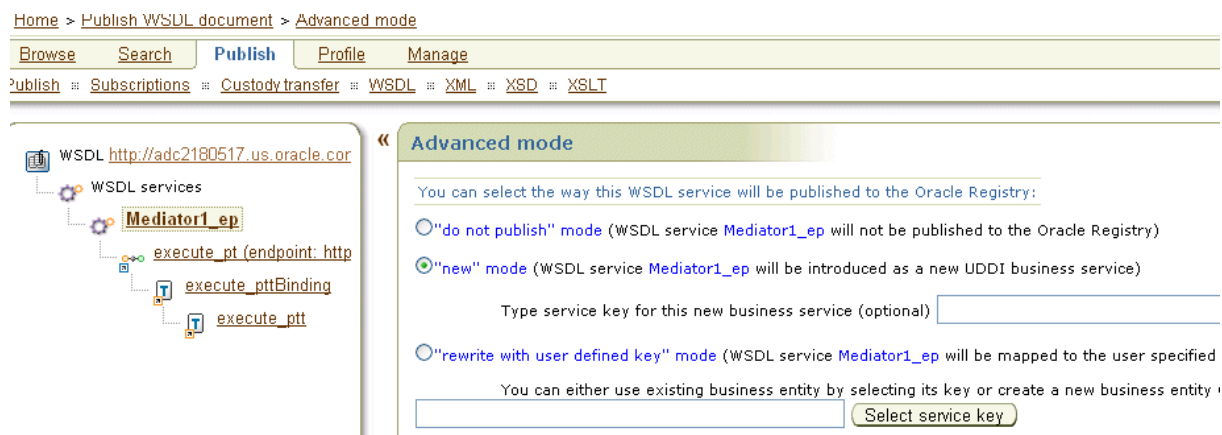 Home > Publish WSDL document > Advanced mode
Browse Search Publish Profile Manage
Publish Subscriptions Custody transfer WSDL XML XSD XSLT
WSDL http://adc2180517.us.oracle.cor
WSDL services
Mediator1_ep
execute_pt (endpoint: http
execute_pttBinding
execute_ptt
«
Advanced mode
You can select the way this WSDL service will be published to the Oracle Registry:
"do not publish" mode (WSDL service Mediator1_ep will not be published to the Oracle Registry)
"new" mode (WSDL service Mediator1_ep will be introduced as a new UDDI business service)
Type service key for this new business service (optional)
"rewrite with user defined key" mode (WSDL service Mediator1_ep will be mapped to the user specified
You can either use existing business entity by selecting its key or create a new business entity
Select service key